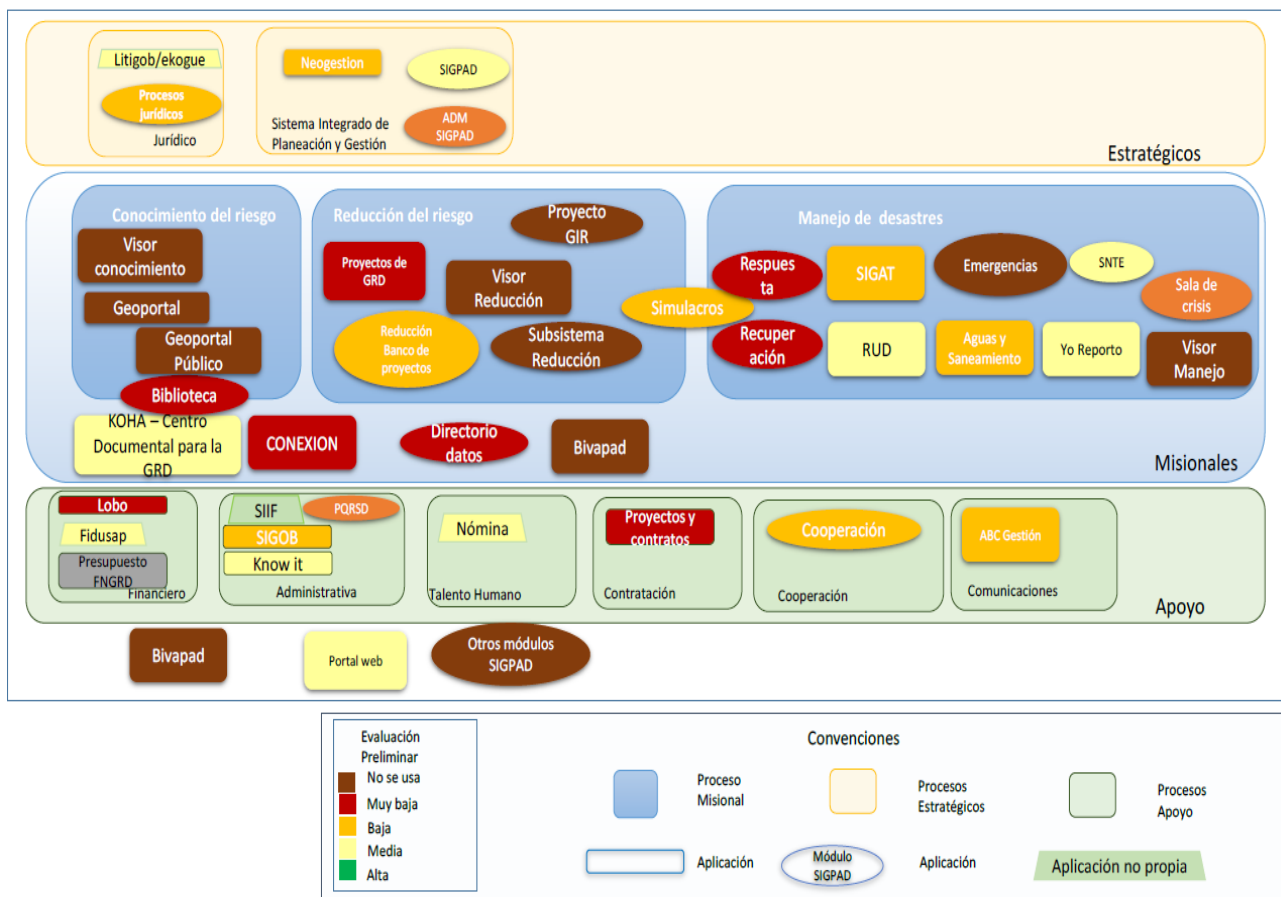 Litigob/ekogue
Procesos
jurídicos
Jurídico
Neogestion
SIGPAD
Sistema Integrado de
Planeación y Gestión
ADM
SIGPAD
Estratégicos
Conocimiento del riesgo
Visor
conocimiento
Geoportal
Geoportal
Público
Biblioteca
Reducción del riesgo
Proyecto
GIR
Proyectos de
GRD
Visor
Reducción
Reducción
Banco de
proyectos
Subsistema
Reducción
Simulacros
Manejo de desastres
Respues
ta
SIGAT
Emergencias
SNTE
Sala de
crisis
Recuper
ación
RUD
Aguas y
Saneamiento
Yo Reporto
Visor
Manejo
KOHA – Centro
Documental para la
GRD
CONEXION
Directorio
datos
Bivapad
Misionales
Lobo
Fidusap
Presupuesto
FNGRD
Financiero
SIIF
PQRSD
SIGOB
Know it
Administrativa
Nómina
Talento Humano
Proyectos y
contratos
Contratación
Cooperación
Cooperación
ABC Gestión
Comunicaciones
Apoyo
Bivapad
Portal web
Otros módulos
SIGPAD
Evaluación
Preliminar
No se usa
Muy baja
Baja
Media
Alta
Convenciones
Proceso
Misional
Procesos
Estratégicos
Procesos
Apoyo
Aplicación
Módulo
SIGPAD
Aplicación
Aplicación no propia